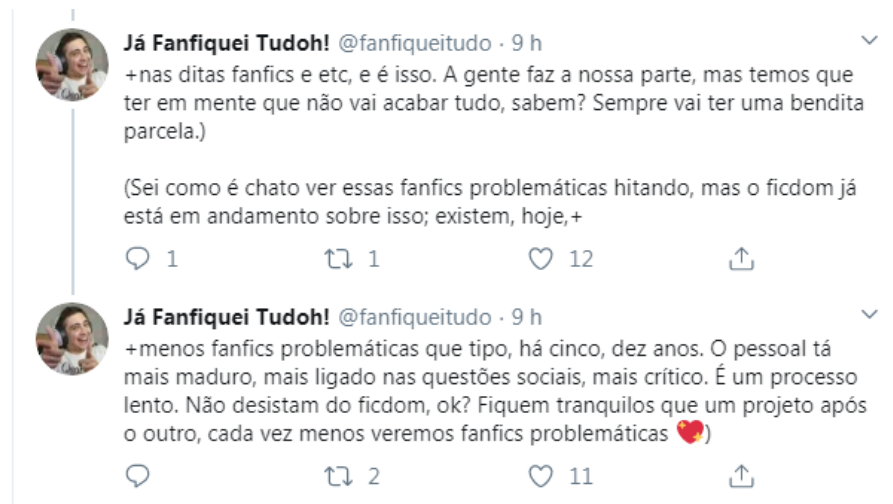 Já Fanfiquei Tudoh! @fanfiqueitudo · 9 h
+nas ditas fanfics e etc, e é isso. A gente faz a nossa parte, mas temos que
ter em mente que não vai acabar tudo, sabem? Sempre vai ter uma bendita
parcela.)
(Sei como é chato ver essas fanfics problemáticas hitando, mas o ficdom já
está em andamento sobre isso; existem, hoje,+
1 1 12
Já Fanfiquei Tudoh! @fanfiqueitudo · 9 h
+menos fanfics problemáticas que tipo, há cinco, dez anos. O pessoal tá
mais maduro, mais ligado nas questões sociais, mais crítico. É um processo
lento. Não desistam do ficdom, ok? Fiquem tranquilos que um projeto após
o outro, cada vez menos veremos fanfics problemáticas 💖)
2 11